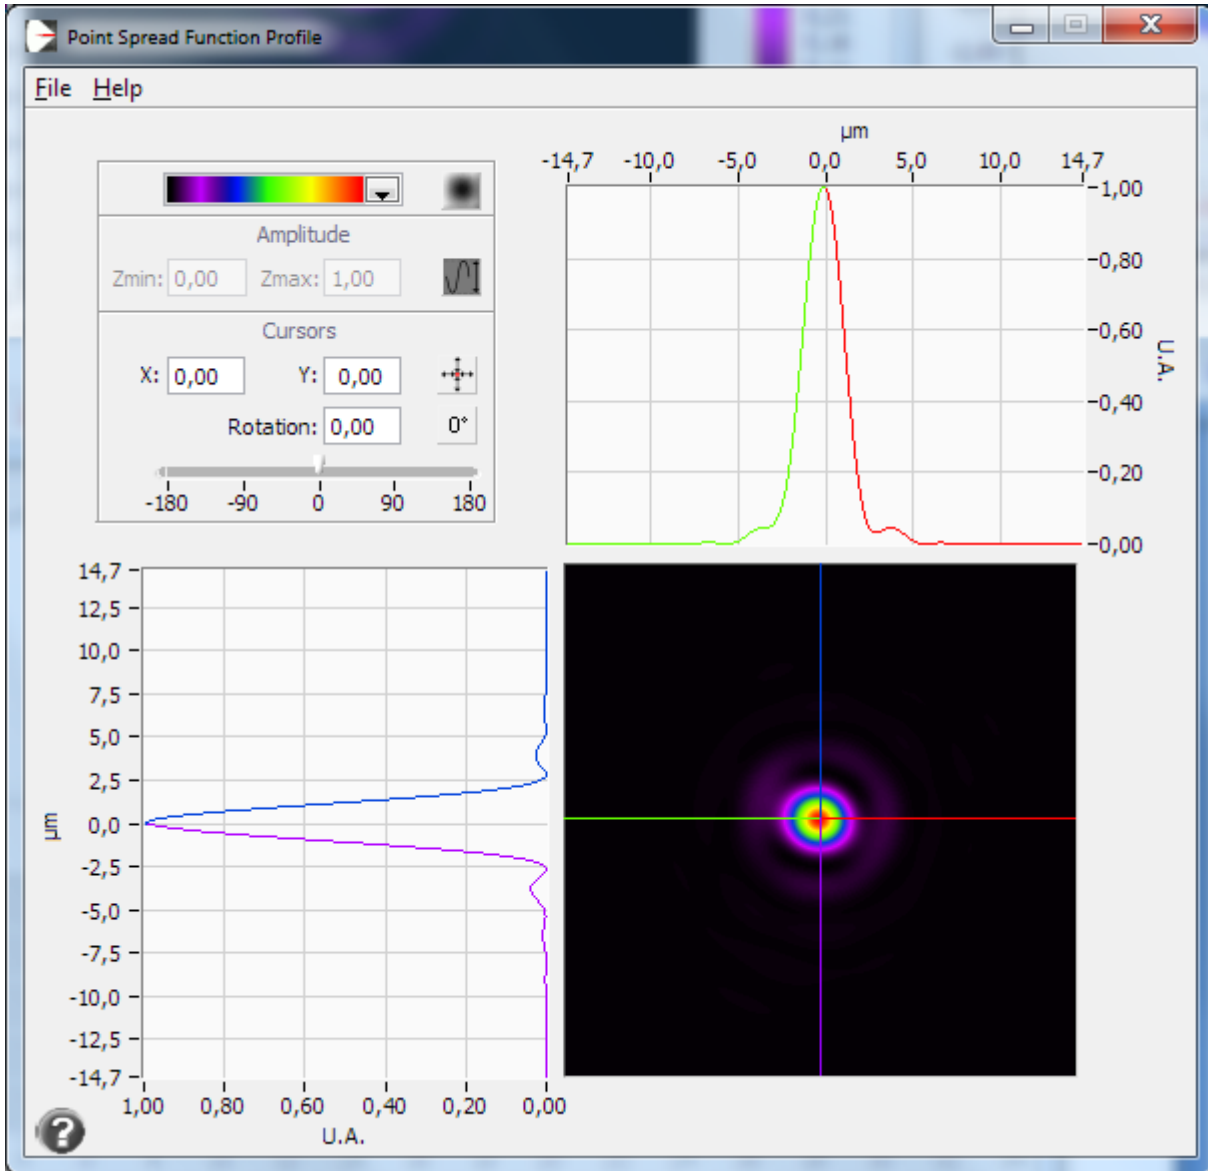 Point Spread Function Profile
File Help
Amplitude
Zmin: 0,00 Zmax: 1,00
Cursors
X: 0,00 Y: 0,00
Rotation: 0,00 0°
-180 -90 0 90 180
µm
-14,7 -10,0 -5,0 0,0 5,0 10,0 14,7
1,00
0,80
0,60
0,40
0,20
0,00
U.A.
14,7
12,5
10,0
7,5
5,0
2,5
0,0
-2,5
-5,0
-7,5
-10,0
-12,5
-14,7
µm
1,00 0,80 0,60 0,40 0,20 0,00
U.A.
?